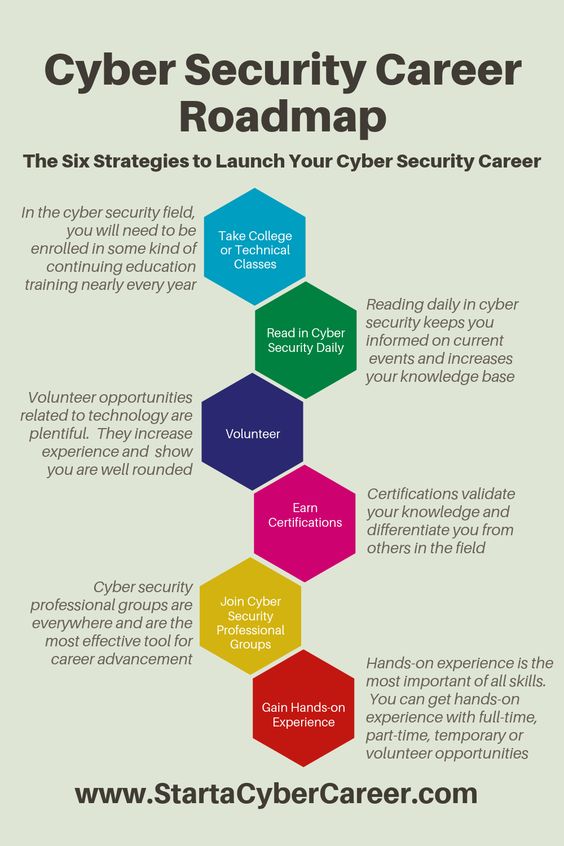 Cyber Security Career
Roadmap
The Six Strategies to Launch Your Cyber Security Career
In the cyber security field,
you will need to be
enrolled in some kind of
continuing education
training nearly every year
Take College
or Technical
Classes
Read in Cyber
Security Daily
Reading daily in cyber
security keeps you
informed on current
events and increases
your knowledge base
Volunteer opportunities
related to technology are
plentiful. They increase
experience and show
you are well rounded
Volunteer
Earn
Certifications
Certifications validate
your knowledge and
differentiate you from
others in the field
Cyber security
professional groups are
everywhere and are the
most effective tool for
career advancement
Join Cyber
Security
Professional
Groups
Gain Hands-on
Experience
Hands-on experience is the
most important of all skills.
You can get hands-on
experience with full-time,
part-time, temporary or
volunteer opportunities
www.StartaCyberCareer.com